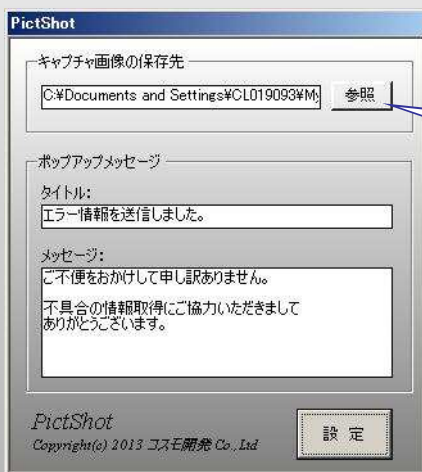 PictShot
キャプチャ画像の保存先
C:¥Documents and Settings¥CL019093¥My
参照
ポップアップメッセージ
タイトル:
エラー情報を送信しました。
メッセージ:
ご不便をおかけして申し訳ありません。
不具合の情報取得にご協力いただきまして
ありがとうございます。
PictShot
Copyright(c) 2013 コスモ開発 Co., Ltd
設 定